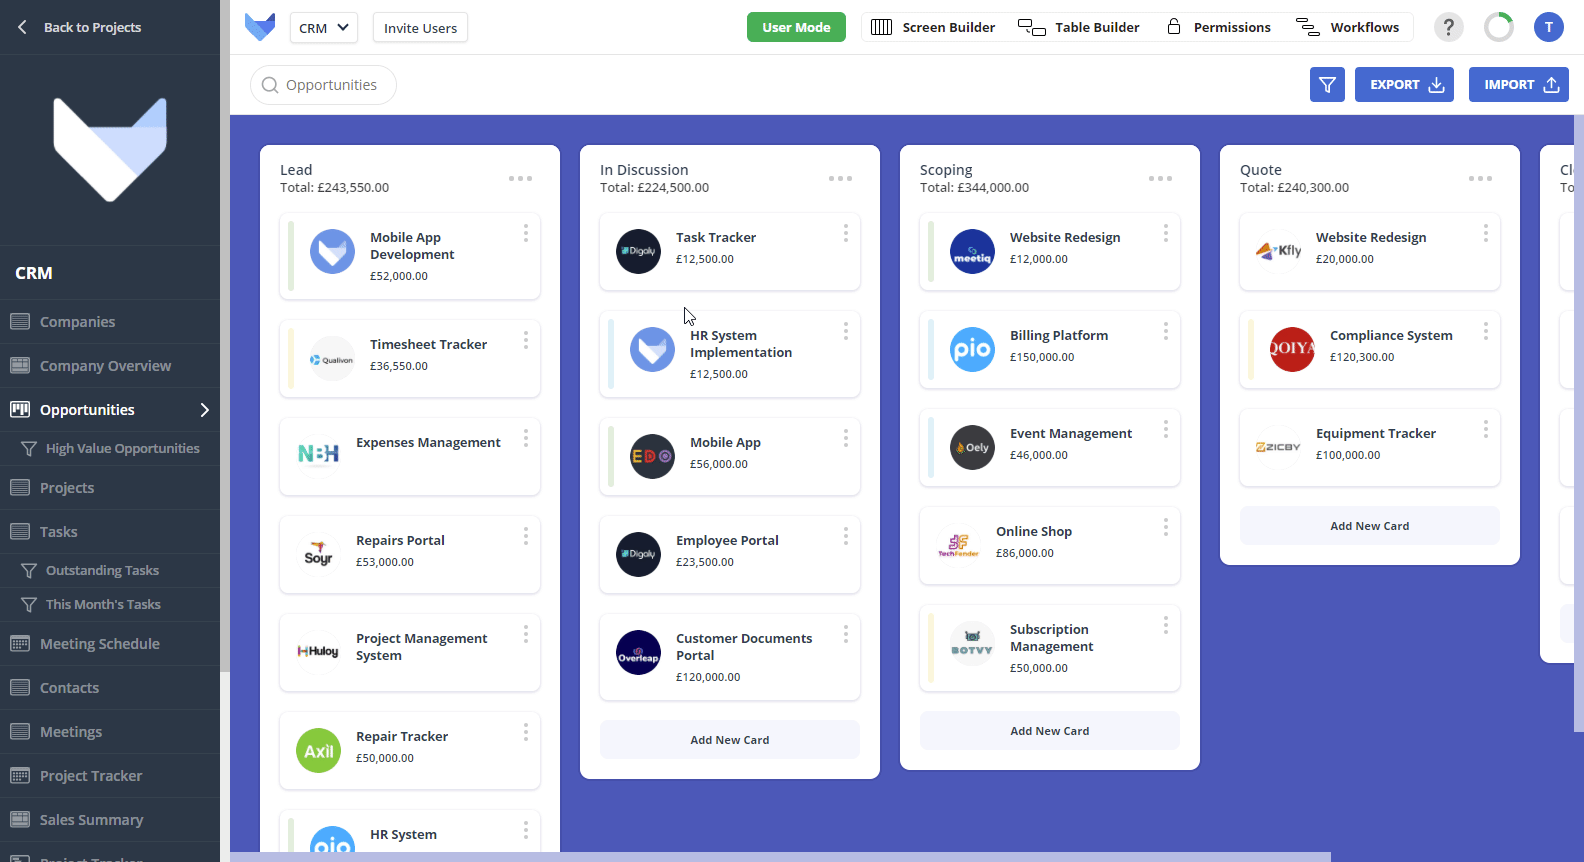 Back to Projects
CRM
Invite Users
User Mode
Screen Builder
Table Builder
Permissions
Workflows
?
T
Opportunities
EXPORT
IMPORT
CRM
Companies
Company Overview
Opportunities
High Value Opportunities
Projects
Tasks
Outstanding Tasks
This Month's Tasks
Meeting Schedule
Contacts
Meetings
Project Tracker
Sales Summary
Project Tracker
Lead
Total: £243,550.00
Mobile App
Development
£52,000.00
Qualivon
Timesheet Tracker
£36,550.00
NBH
Expenses Management
Soyr
Repairs Portal
£53,000.00
Huloy
Project Management
System
Axil
Repair Tracker
£50,000.00
pio
HR System
In Discussion
Total: £224,500.00
Digaly
Task Tracker
£12,500.00
HR System
Implementation
£12,500.00
EDO
Mobile App
£56,000.00
Digaly
Employee Portal
£23,500.00
Overleap
Customer Documents
Portal
£120,000.00
Add New Card
Scoping
Total: £344,000.00
meetiq
Website Redesign
£12,000.00
pio
Billing Platform
£150,000.00
Oely
Event Management
£46,000.00
TechFender
Online Shop
£86,000.00
BOTVY
Subscription
Management
£50,000.00
Add New Card
Quote
Total: £240,300.00
Kfly
Website Redesign
£20,000.00
QOIYA
Compliance System
£120,300.00
ZICBY
Equipment Tracker
£100,000.00
Add New Card
Cl
To